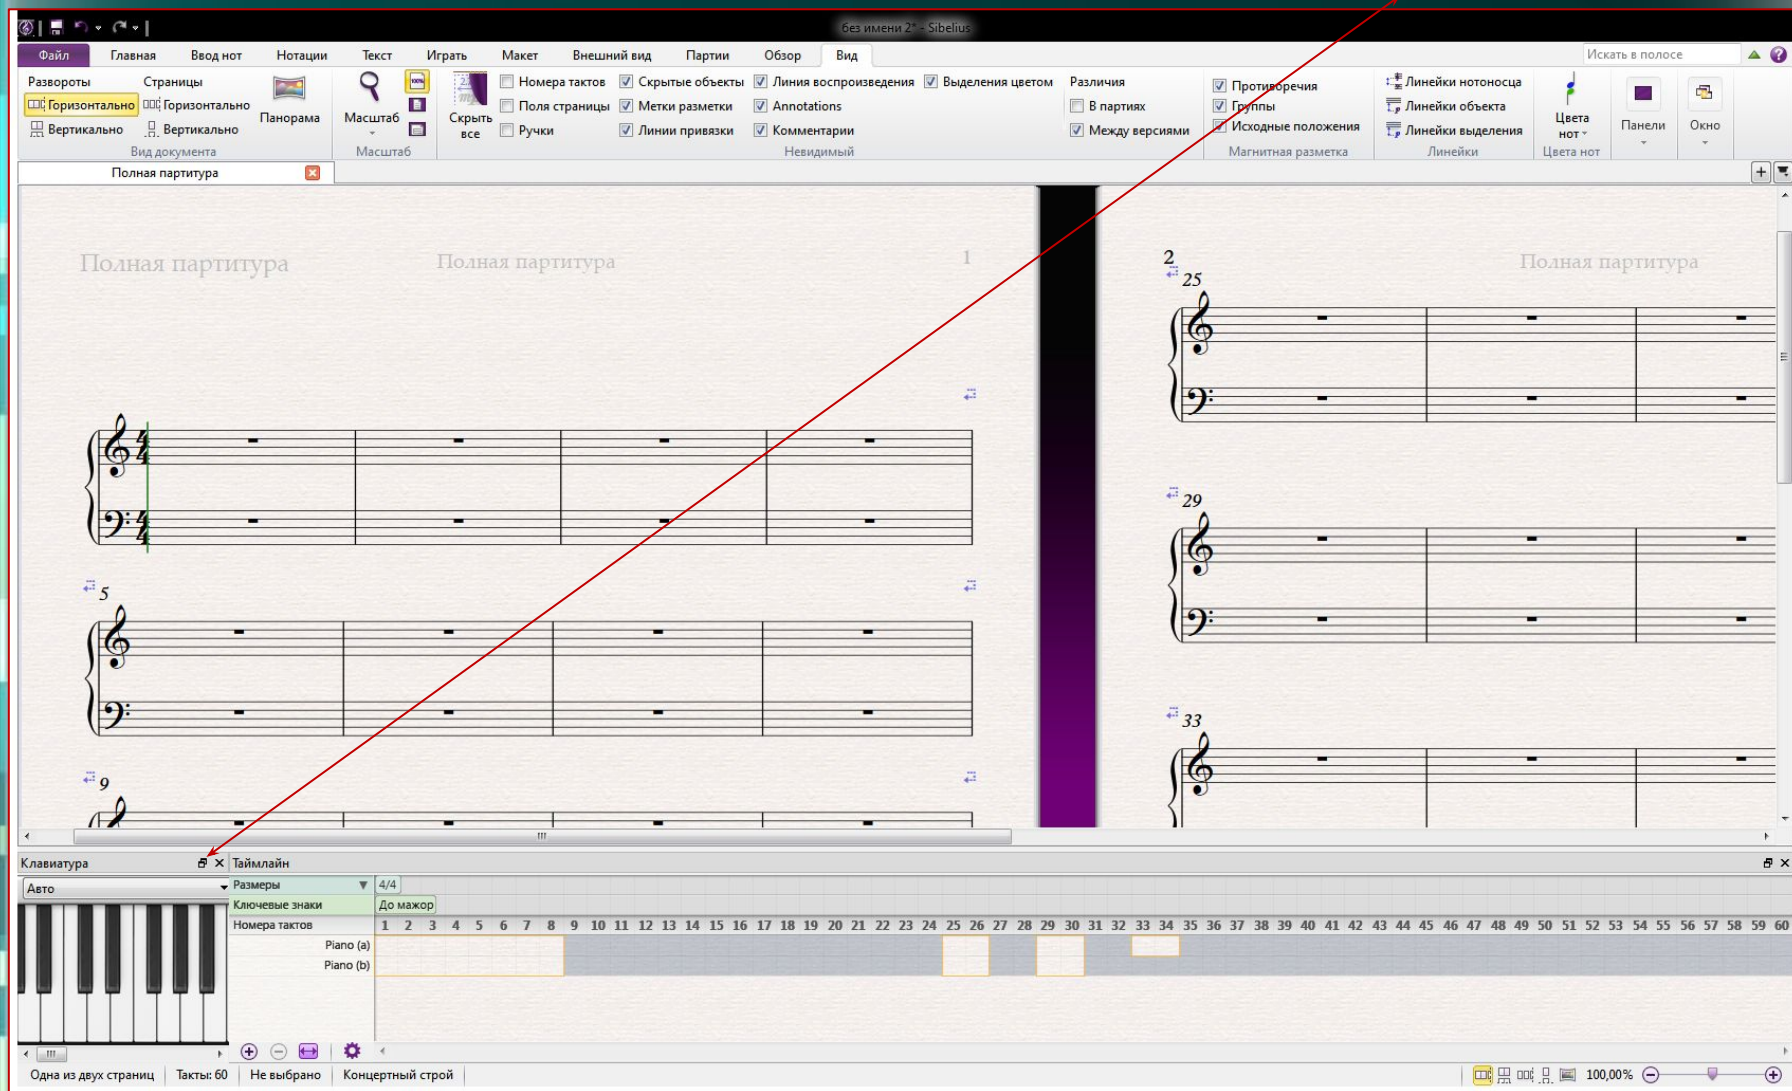 без имени 2* - Sibelius
Файл Главная Ввод нот Нотации Текст Играть Макет Внешний вид Партии Обзор Вид Искать в полосе
Развороты Страницы
Горизонтально Горизонтально
Вертикально Вертикально
Панорама
Вид документа
Масштаб
100%
Масштаб
Скрыть
все
Номера тактов Скрытые объекты Линия воспроизведения Выделения цветом
Поля страницы Метки разметки Annotations
Ручки Линии привязки Комментарии
Невидимый
Различия
В партиях
Между версиями
Противоречия
Группы
Исходные положения
Магнитная разметка
Линейки нотоносца
Линейки объекта
Линейки выделения
Линейки
Цвета
нот
Цвета нот
Панели
Окно
Полная партитура
Полная партитура Полная партитура 1
4
4
4
4
5
9
2 Полная партитура
25
29
33
Клавиатура
Авто
Таймлайн
Размеры 4/4
Ключевые знаки До мажор
Номера тактов 1 2 3 4 5 6 7 8 9 10 11 12 13 14 15 16 17 18 19 20 21 22 23 24 25 26 27 28 29 30 31 32 33 34 35 36 37 38 39 40 41 42 43 44 45 46 47 48 49 50 51 52 53 54 55 56 57 58 59 60
Piano (a)
Piano (b)
Одна из двух страниц Такты: 60 Не выбрано Концертный строй 100,00%